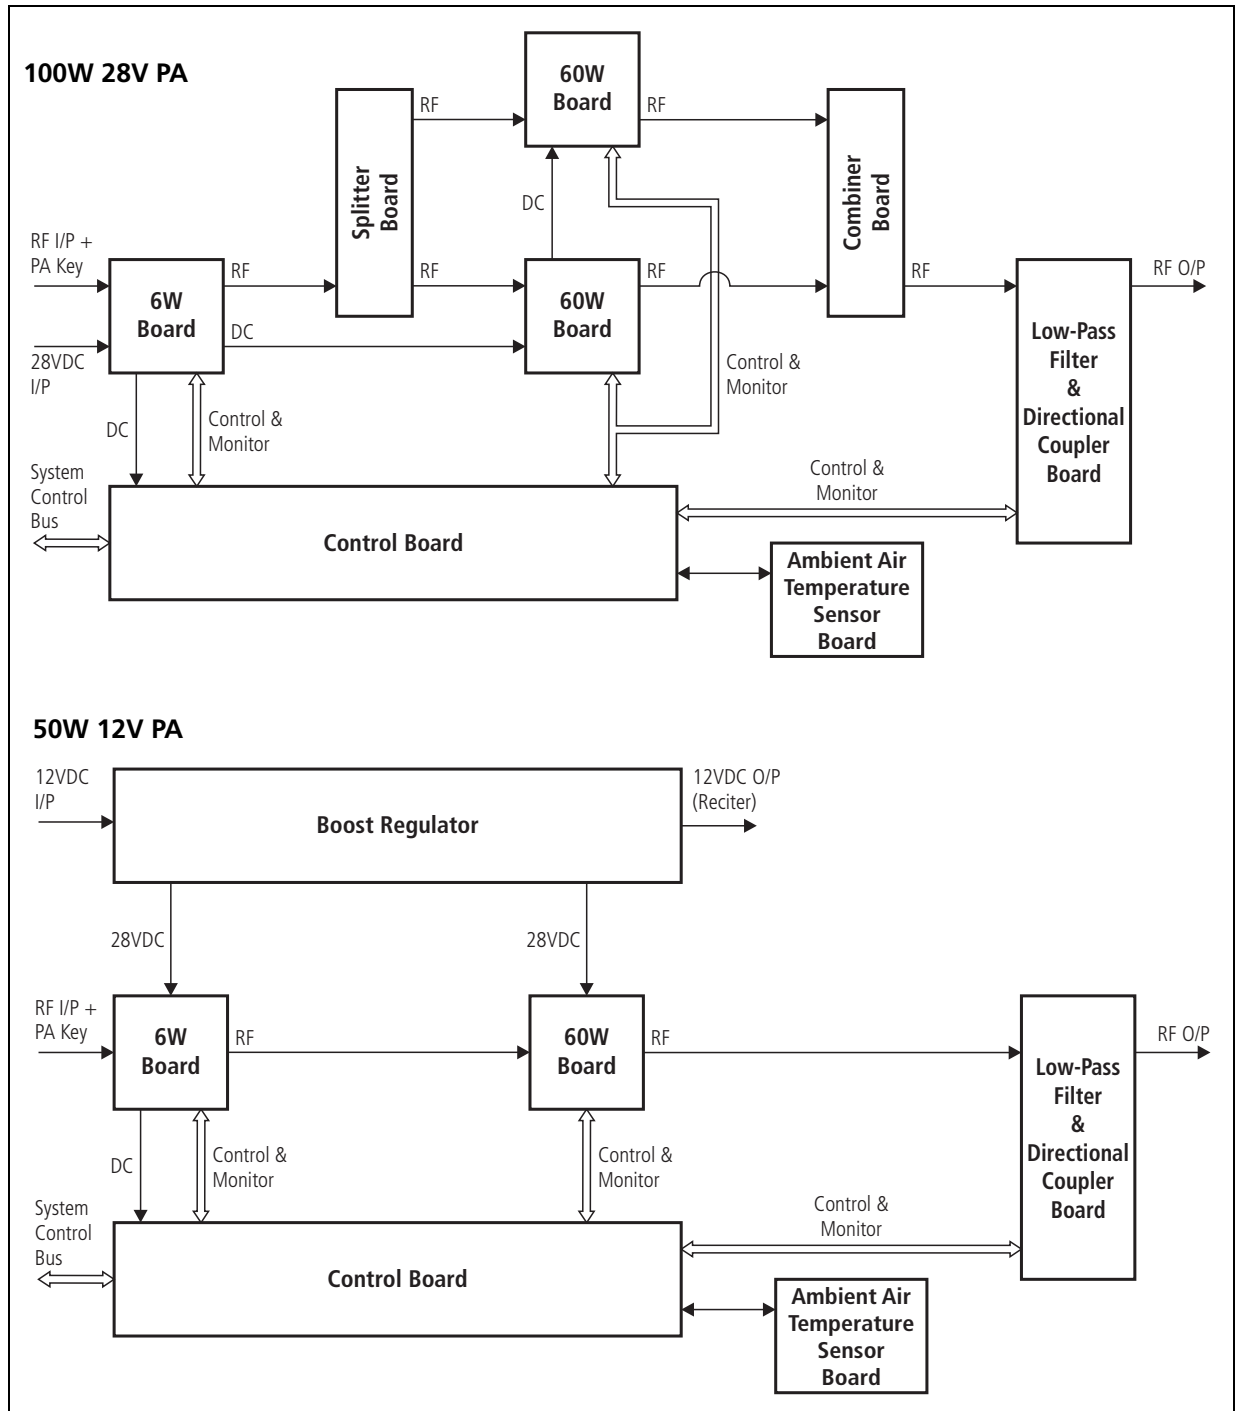 100W 28V PA
60W
Board
RF
RF
Splitter
Board
Combiner
Board
DC
RF I/P +
PA Key
6W
Board
RF
RF
60W
Board
RF
RF
RF O/P
28VDC
I/P
DC
Control &
Monitor
Low-Pass
Filter
&
Directional
Coupler
Board
DC
Control &
Monitor
System
Control
Bus
Control Board
Control &
Monitor
Ambient Air
Temperature
Sensor
Board
50W 12V PA
12VDC
I/P
Boost Regulator
12VDC O/P
(Reciter)
28VDC
28VDC
RF I/P +
PA Key
6W
Board
RF
60W
Board
RF
Low-Pass
Filter
&
Directional
Coupler
Board
RF O/P
DC
Control &
Monitor
Control &
Monitor
System
Control
Bus
Control Board
Control &
Monitor
Ambient Air
Temperature
Sensor
Board